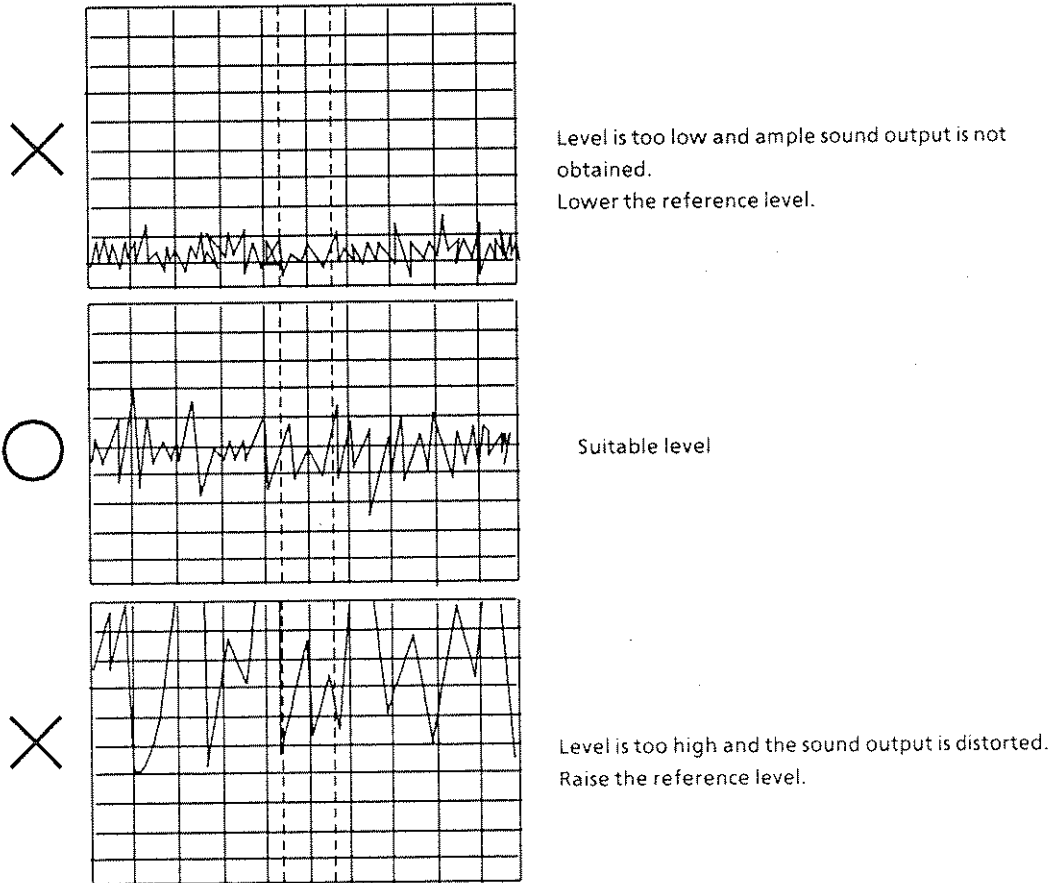 Level is too low and ample sound output is not
obtained.
Lower the reference level.
Suitable level
Level is too high and the sound output is distorted.
Raise the reference level.